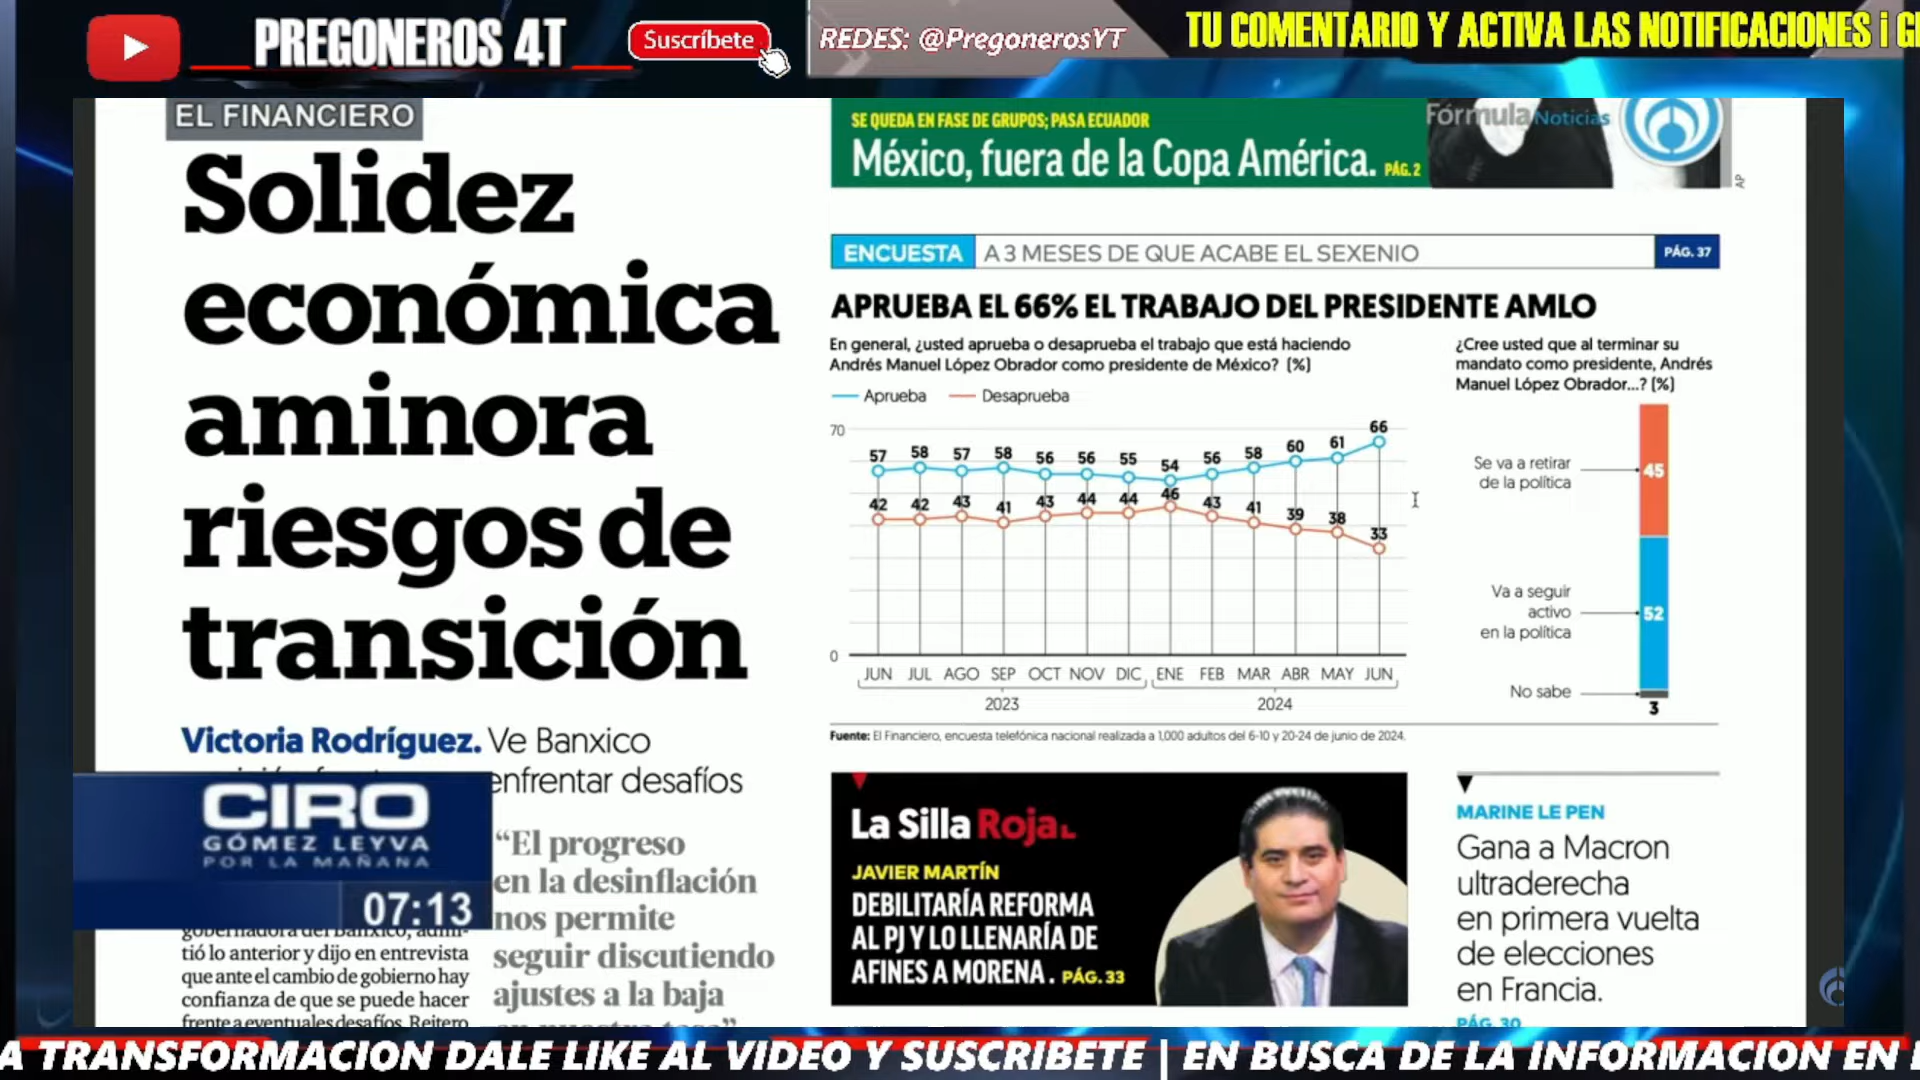 PREGONEROS 4T
Suscríbete
REDES: @PregonerosYT
TU COMENTARIO Y ACTIVA LAS NOTIFICACIONES ¡
EL FINANCIERO
Solidez
económica
aminora
riesgos de
transición
Victoria Rodríguez. Ve Banxico
enfrentar desafíos
CIRO
GÓMEZ LEYVA
POR LA MAÑANA
07:13
gobernadora del Banxico, admi-
tió lo anterior y dijo en entrevista
que ante el cambio de gobierno hay
confianza de que se puede hacer
frente a eventuales desafíos. Reitero
“El progreso
en la desinflación
nos permite
seguir discutiendo
ajustes a la baja
SE QUEDA EN FASE DE GRUPOS; PASA ECUADOR
México, fuera de la Copa América. PÁG. 2
Fórmula Noticias
AP
ENCUESTA A 3 MESES DE QUE ACABE EL SEXENIO PÁG. 37
APRUEBA EL 66% EL TRABAJO DEL PRESIDENTE AMLO
En general, ¿usted aprueba o desaprueba el trabajo que está haciendo
Andrés Manuel López Obrador como presidente de México? (%)
Aprueba Desaprueba
70
57 58 57 58 56 56 55 54 56 58 60 61 66
42 42 43 41 43 44 44 46 43 41 39 38 33
0
JUN JUL AGO SEP OCT NOV DIC ENE FEB MAR ABR MAY JUN
2023 2024
¿Cree usted que al terminar su
mandato como presidente, Andrés
Manuel López Obrador...? (%)
Se va a retirar
de la política
45
Va a seguir
activo
en la política
52
No sabe
3
Fuente: El Financiero, encuesta telefónica nacional realizada a 1,000 adultos del 6-10 y 20-24 de junio de 2024.
La Silla Roja
JAVIER MARTÍN
DEBILITARÍA REFORMA
AL PJ Y LO LLENARÍA DE
AFINES A MORENA. PÁG. 33
MARINE LE PEN
Gana a Macron
ultraderecha
en primera vuelta
de elecciones
en Francia.
PÁG. 30
A TRANSFORMACION DALE LIKE AL VIDEO Y SUSCRIBETE | EN BUSCA DE LA INFORMACION EN